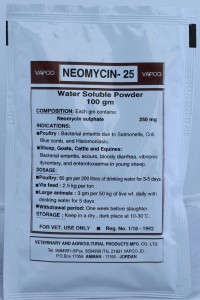 VAPCO NEOMYCIN- 25 VAPCO
Water Soluble Powder
100 gm
COMPOSITION: Each gm contains:
Neomycin sulphate 250 mg
INDICATIONS:
■Poultry : Bacterial enteritis due to Salmonella, Coli,
Blue comb, and Histomoniasis.
■Sheep, Goats, Cattle and Equines:
Bacterial enteritis, scours, bloody diarrhea, vibrionic
dysentery, and enterotoxaemia in young sheep.
DOSAGE:
■Poultry: 50 gm per 200 litres of drinking water for 3-5 days
■Via feed : 2.5 kg per ton
■Large animals : 3 gm per 50 kg of live wt. daily with
drinking water for 5 days.
■Withdrawal period: One week before slaughter.
STORAGE : Keep in a dry , dark place at 10-30°C.
FOR VET. USE ONLY ■ Reg. No. 1/18 - 1942
VETERINARY AND AGRICULTURAL PRODUCTS MFG. CO., LTD.
AMMAN - JORDAN